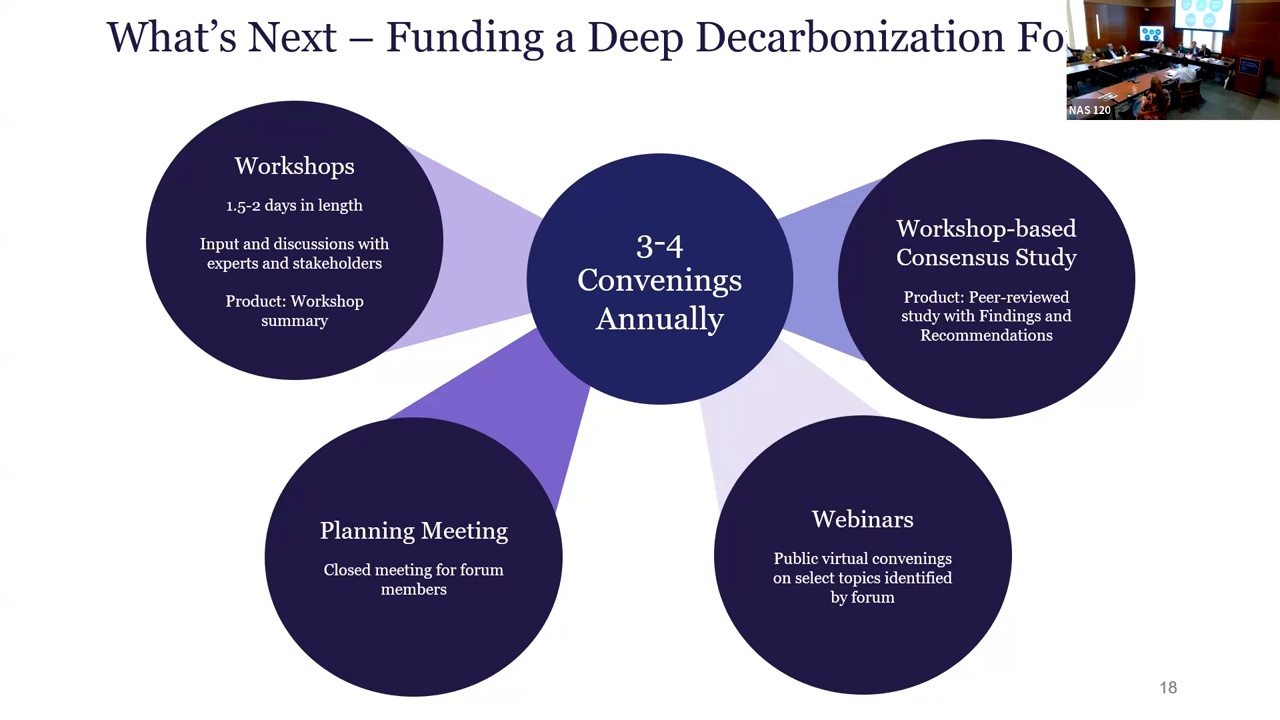 What's Next – Funding a Deep Decarbonization Fo
NAS 120
Workshops
1.5-2 days in length
Input and discussions with
experts and stakeholders
Product: Workshop
summary
3-4
Convenings
Annually
Workshop-based
Consensus Study
Product: Peer-reviewed
study with Findings and
Recommendations
Planning Meeting
Closed meeting for forum
members
Webinars
Public virtual convenings
on select topics identified
by forum
18